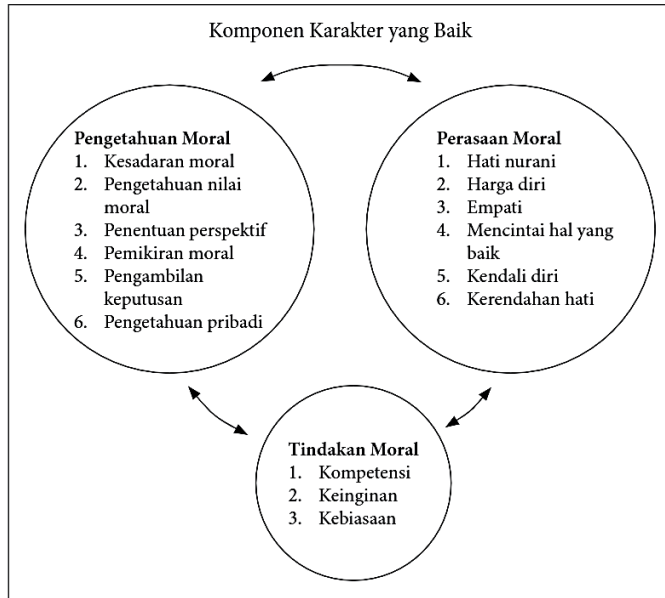 Komponen Karakter yang Baik
Pengetahuan Moral
1. Kesadaran moral
2. Pengetahuan nilai
moral
3. Penentuan perspektif
4. Pemikiran moral
5. Pengambilan
keputusan
6. Pengetahuan pribadi
Perasaan Moral
1. Hati nurani
2. Harga diri
3. Empati
4. Mencintai hal yang
baik
5. Kendali diri
6. Kerendahan hati
Tindakan Moral
1. Kompetensi
2. Keinginan
3. Kebiasaan